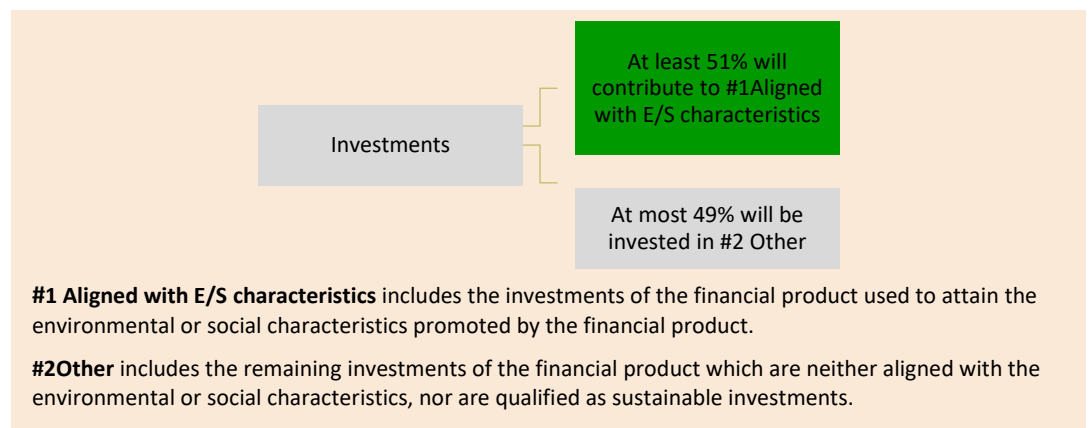 At least 51% will
contribute to #1Aligned
with E/S characteristics
Investments
At most 49% will be
invested in #2 Other
#1 Aligned with E/S characteristics includes the investments of the financial product used to attain the
environmental or social characteristics promoted by the financial product.
#2Other includes the remaining investments of the financial product which are neither aligned with the
environmental or social characteristics, nor are qualified as sustainable investments.